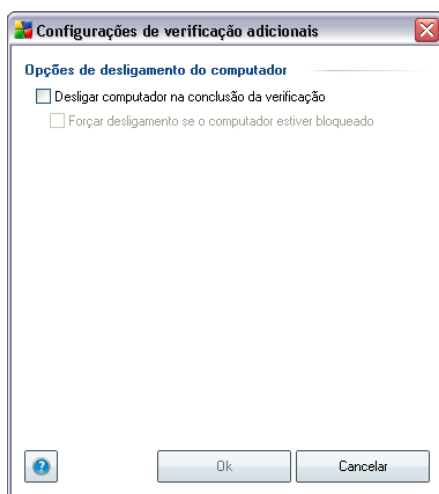 Configurações de verificação adicionais
Opções de desligamento do computador
Desligar computador na conclusão da verificação
Forçar desligamento se o computador estiver bloqueado
?
Ok
Cancelar